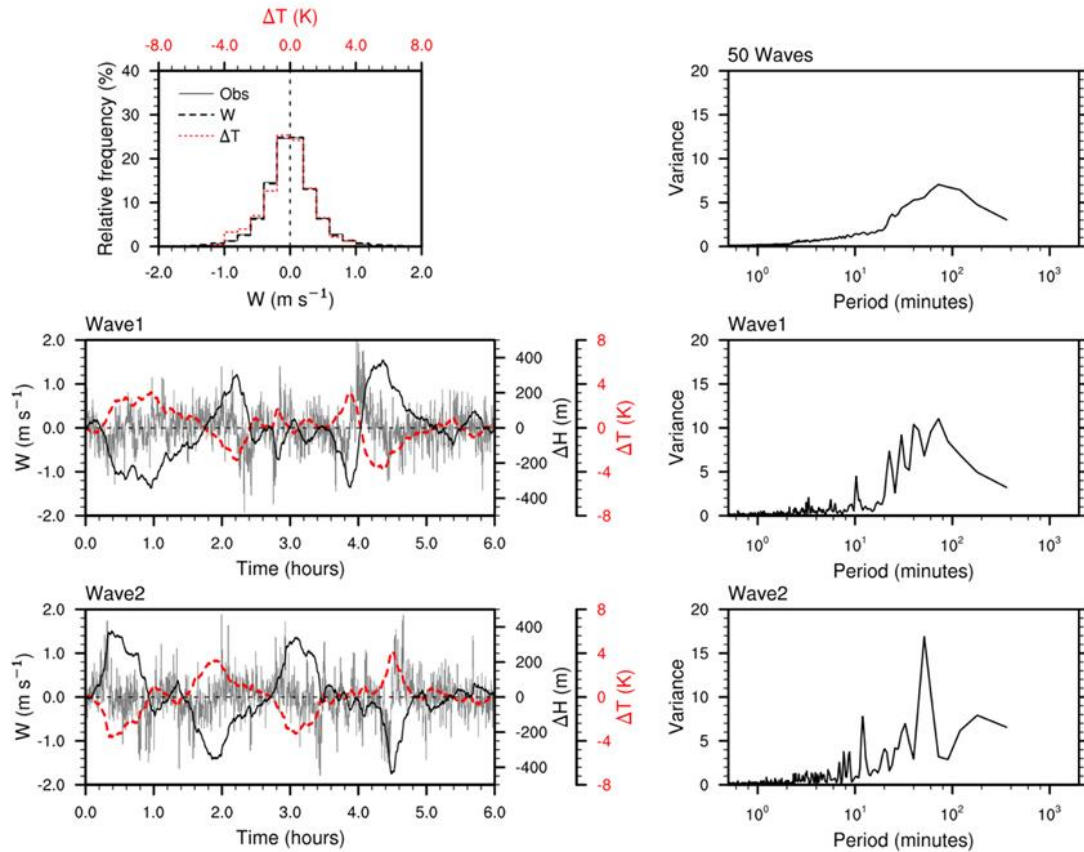 ΔT (K)
-8.0 -4.0 0.0 4.0 8.0
40
30
20
10
0
Relative frequency (%)
Obs
W
ΔT
-2.0 -1.0 0.0 1.0 2.0
W (m s⁻¹)
50 Waves
20
15
10
5
0
Variance
10⁰ 10¹ 10² 10³
Period (minutes)
Wave1
2.0
1.0
0.0
-1.0
-2.0
W (m s⁻¹)
400
200
0
-200
-400
ΔH (m)
8
4
0
-4
-8
ΔT (K)
0.0 1.0 2.0 3.0 4.0 5.0 6.0
Time (hours)
Wave1
20
15
10
5
0
Variance
10⁰ 10¹ 10² 10³
Period (minutes)
Wave2
2.0
1.0
0.0
-1.0
-2.0
W (m s⁻¹)
400
200
0
-200
-400
ΔH (m)
8
4
0
-4
-8
ΔT (K)
0.0 1.0 2.0 3.0 4.0 5.0 6.0
Time (hours)
Wave2
20
15
10
5
0
Variance
10⁰ 10¹ 10² 10³
Period (minutes)